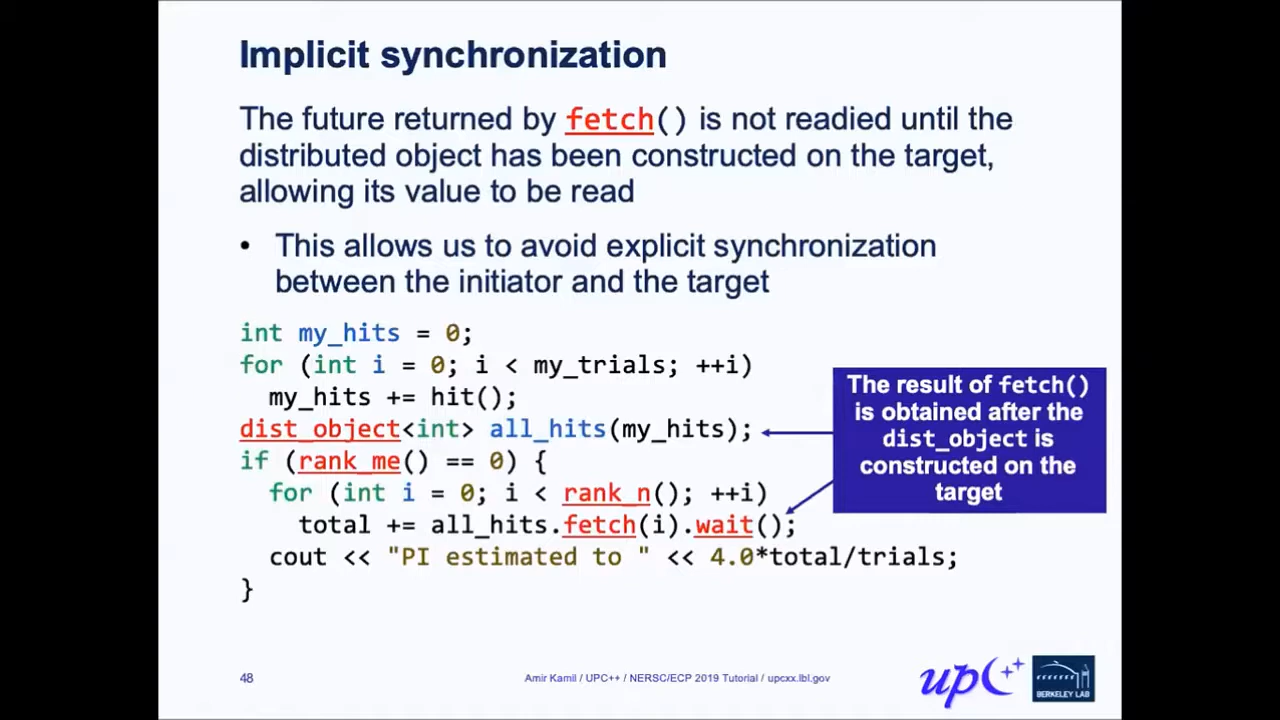 Implicit synchronization
The future returned by fetch() is not readied until the
distributed object has been constructed on the target,
allowing its value to be read
• This allows us to avoid explicit synchronization
between the initiator and the target
int my_hits = 0;
for (int i = 0; i < my_trials; ++i)
  my_hits += hit();
dist_object<int> all_hits(my_hits);
if (rank_me() == 0) {
  for (int i = 0; i < rank_n(); ++i)
    total += all_hits.fetch(i).wait();
  cout << "PI estimated to " << 4.0*total/trials;
}
The result of fetch()
is obtained after the
dist_object is
constructed on the
target
48
Amir Kamil / UPC++ / NERSC/ECP 2019 Tutorial / upcxx.lbl.gov
upC++
BERKELEY LAB